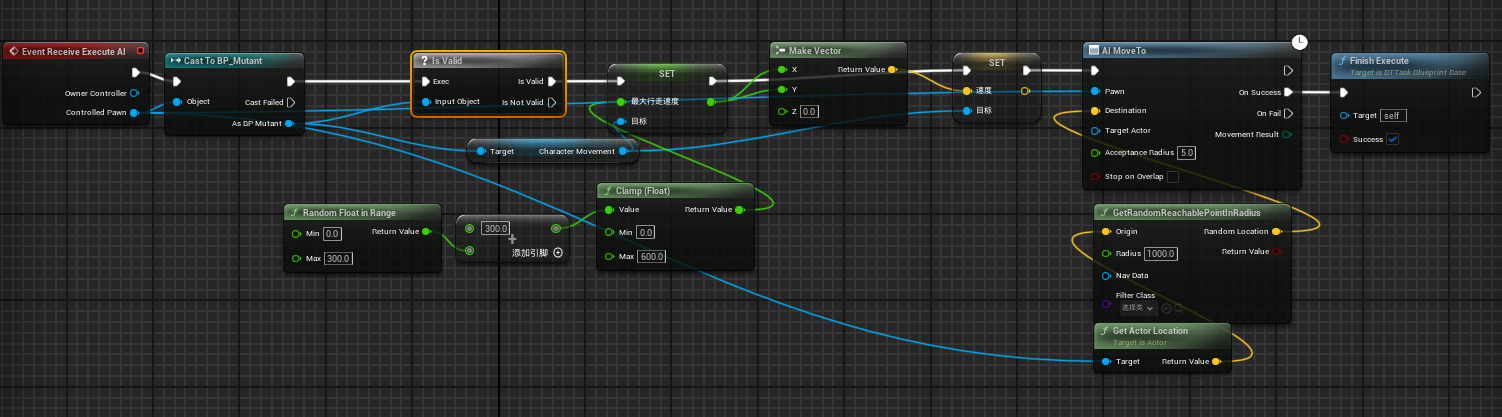 Event Receive Execute AI
Owner Controller
Controlled Pawn
Cast To BP_Mutant
Object
Cast Failed
As BP Mutant
? Is Valid
Exec
Is Valid
Input Object
Is Not Valid
SET
最大行走速度
目标
Target
Character Movement
Make Vector
X
Return Value
Y
Z 0.0
SET
速度
目标
AI MoveTo
Pawn
On Success
Destination
On Fail
Target Actor
Movement Result
Acceptance Radius 5.0
Stop on Overlap
f Finish Execute
Target is BTTask Blueprint Base
Target self
Success
f Random Float in Range
Min 0.0
Return Value
Max 300.0
300.0
添加引脚
f Clamp (Float)
Value
Return Value
Min 0.0
Max 600.0
f GetRandomReachablePointInRadius
Origin
Random Location
Radius 1000.0
Return Value
Nav Data
Filter Class
选择类
f Get Actor Location
Target is Actor
Target
Return Value